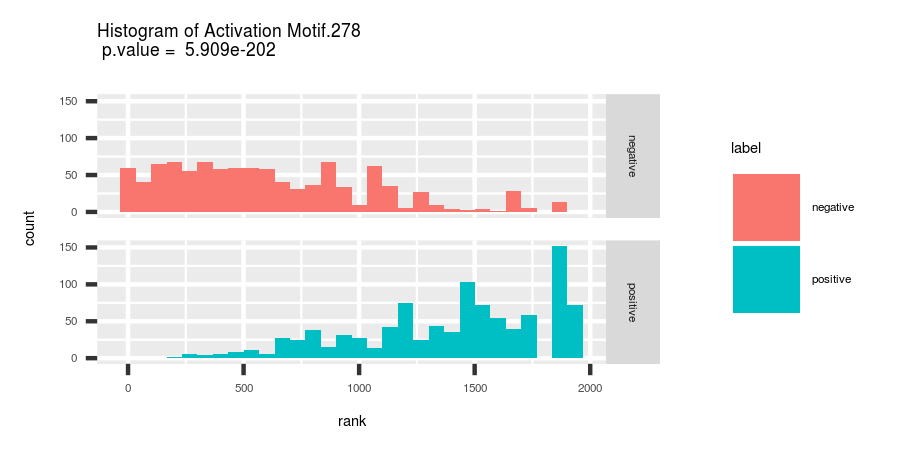 Histogram of Activation Motif.278
p.value = 5.909e-202
150
100
50
0
negative
150
100
50
0
positive
count
0 500 1000 1500 2000
rank
label
negative
positive